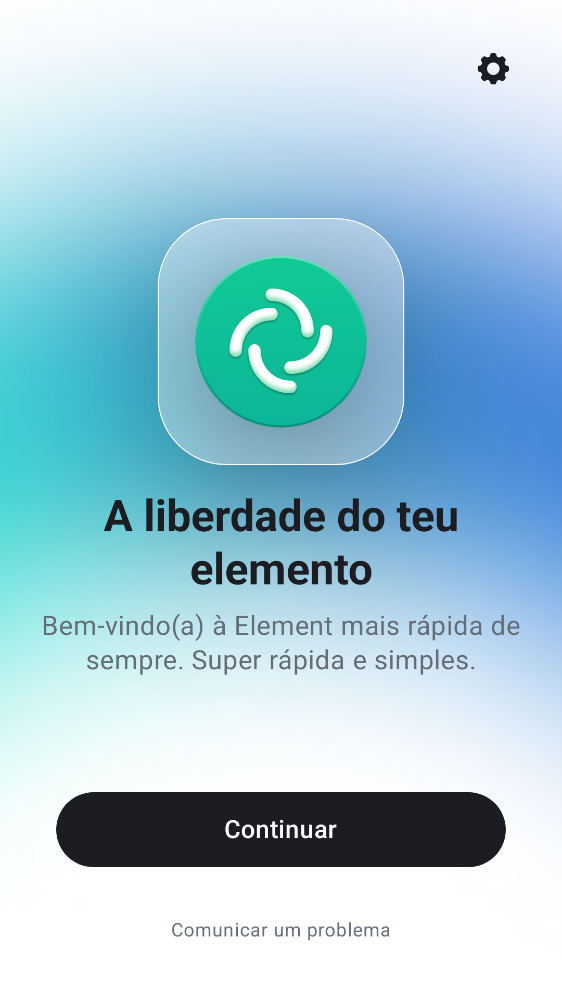 A liberdade do teu
elemento
Bem-vindo(a) à Element mais rápida de
sempre. Super rápida e simples.
Continuar
Comunicar um problema